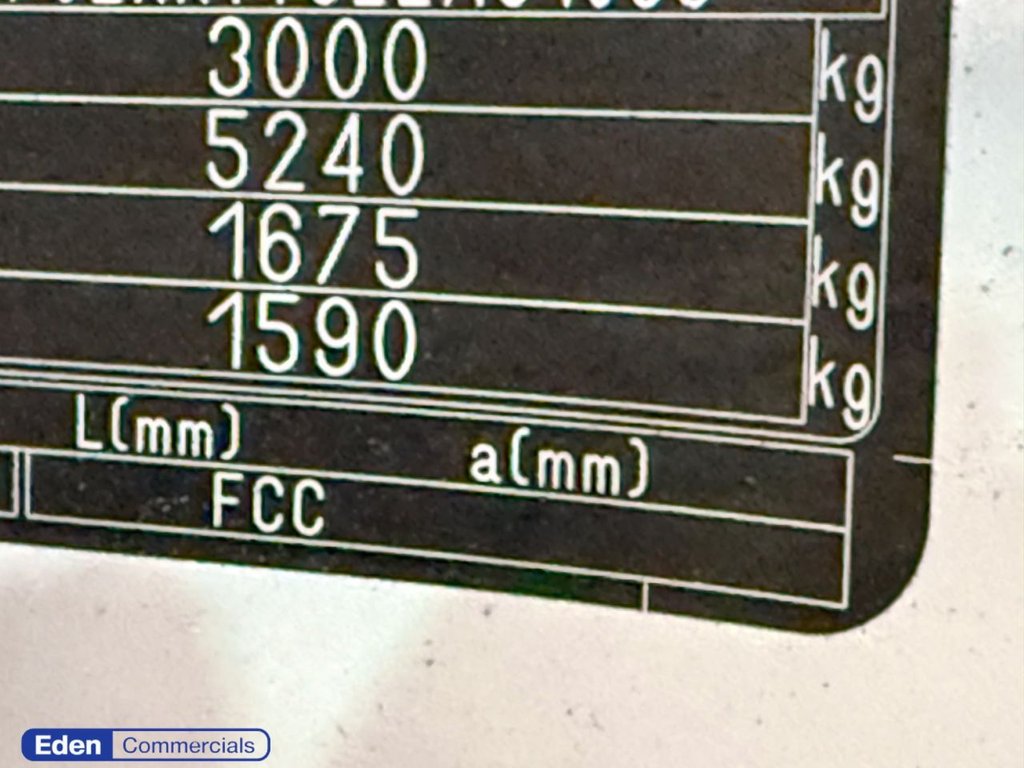 3000 kg
5240 kg
1675 kg
1590 kg
L(mm) a(mm)
FCC
Eden Commercials